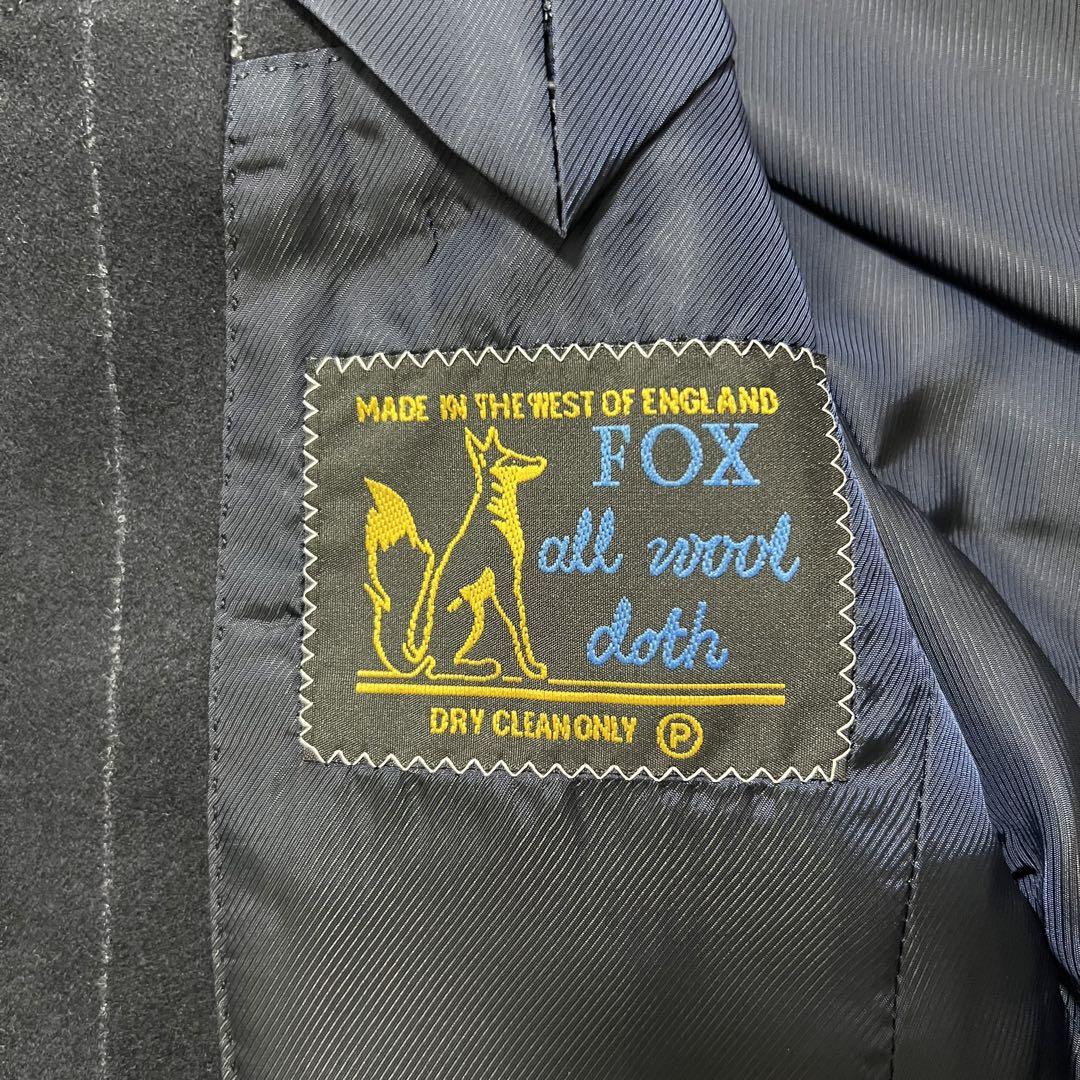 MADE IN THE WEST OF ENGLAND
FOX
all wool
cloth
DRY CLEAN ONLY Ⓟ